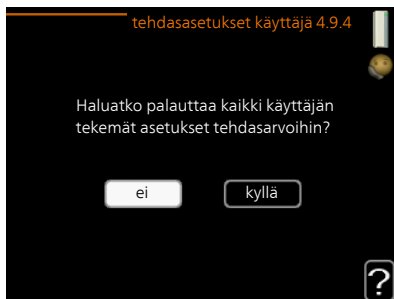 tehdasasetukset käyttäjä 4.9.4
Haluatko palauttaa kaikki käyttäjän
tekemät asetukset tehdasarvoihin?
ei
kyllä
?